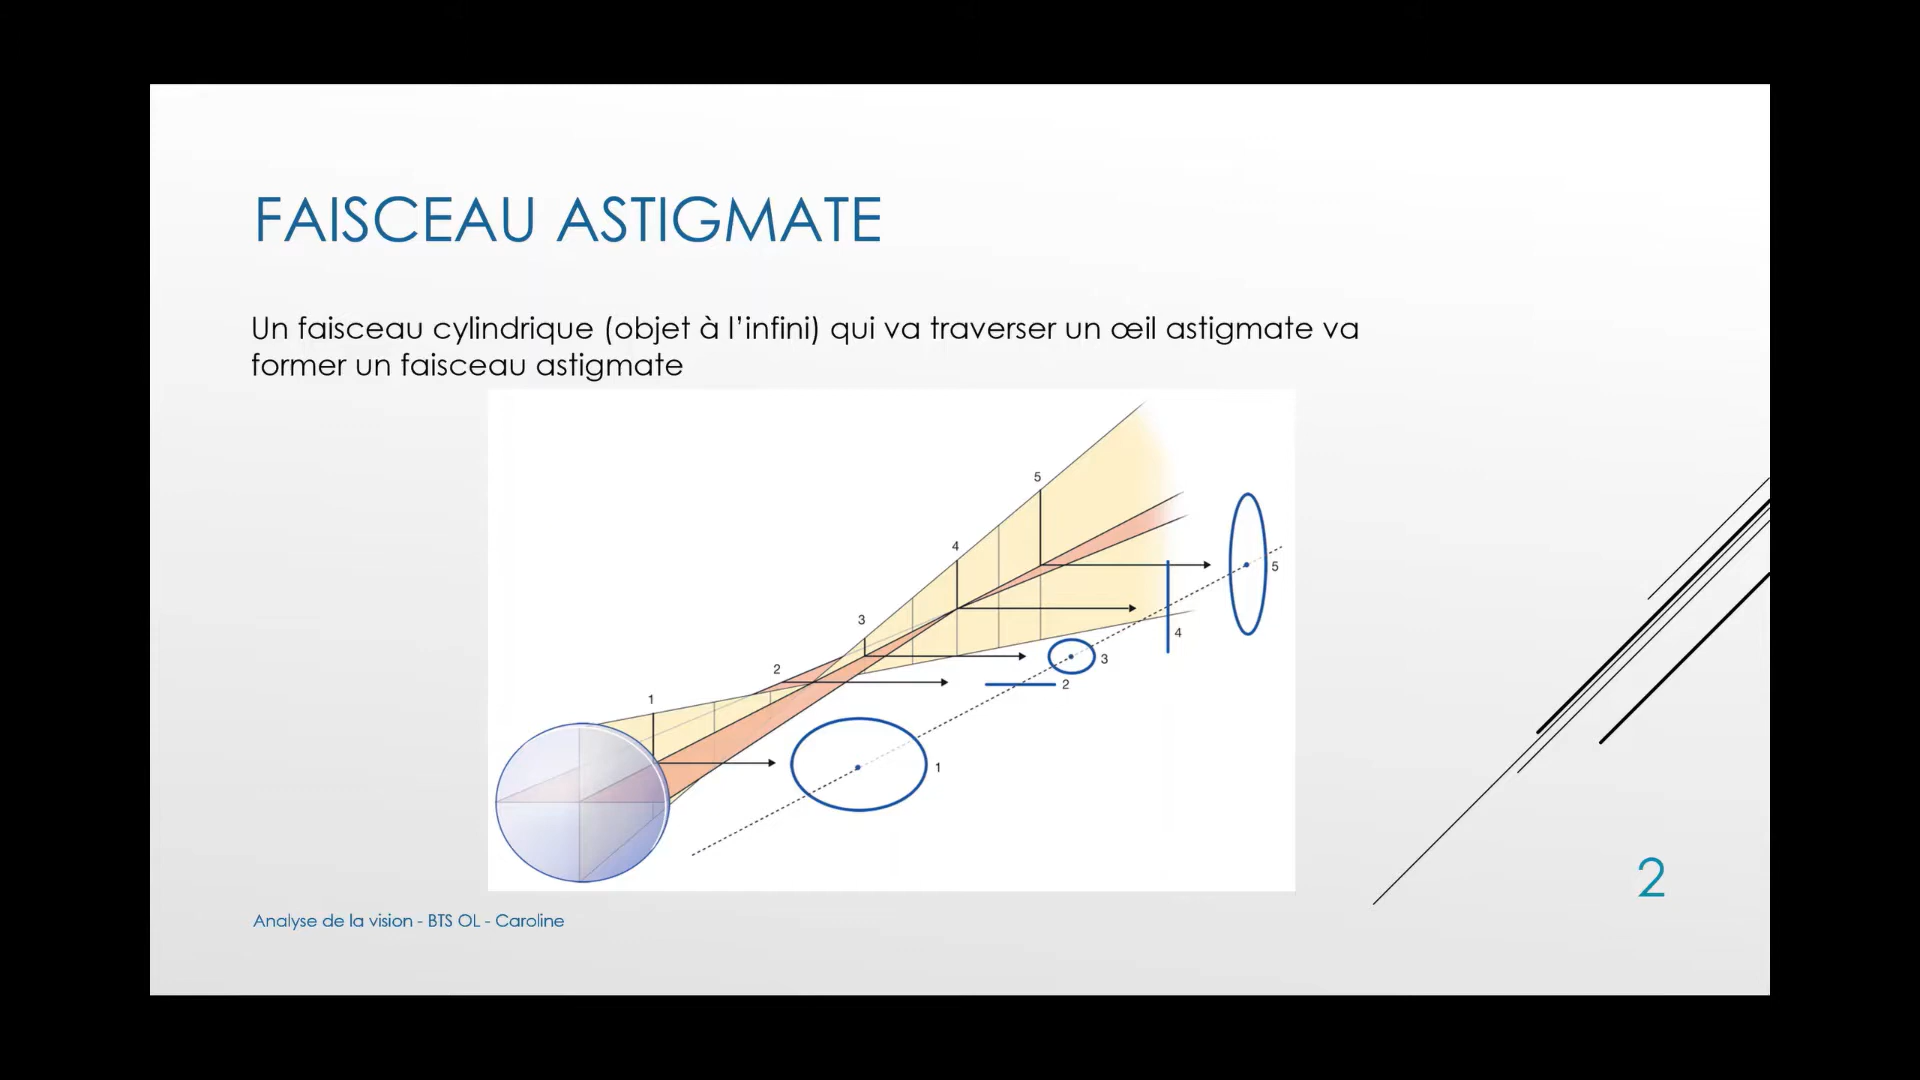 FAISCEAU ASTIGMATE
Un faisceau cylindrique (objet à l’infini) qui va traverser un œil astigmate va
former un faisceau astigmate
5
4
3
2
1
5
4
3
2
1
2
Analyse de la vision - BTS OL - Caroline